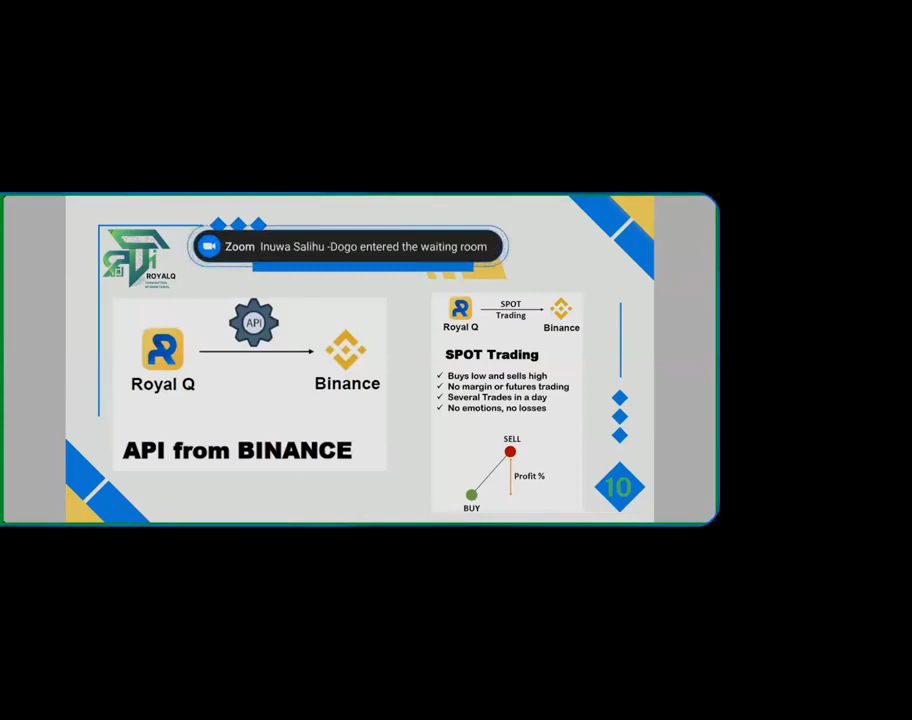 Zoom Inuwa Salihu -Dogo entered the waiting room
ROYALQ
API
Royal Q
Binance
API from BINANCE
SPOT
Trading
Royal Q
Binance
SPOT Trading
✓ Buys low and sells high
✓ No margin or futures trading
✓ Several Trades in a day
✓ No emotions, no losses
SELL
Profit %
BUY
10